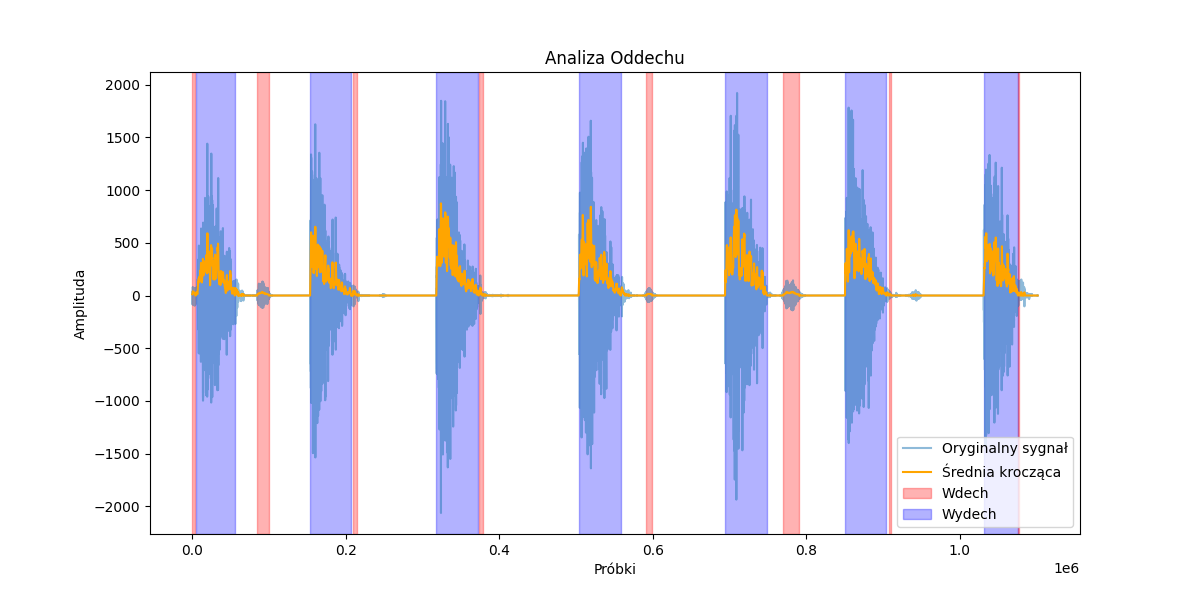 Analiza Oddechu
Amplituda
2000
1500
1000
500
0
−500
−1000
−1500
−2000
Oryginalny sygnał
Średnia krocząca
Wdech
Wydech
0.0 0.2 0.4 0.6 0.8 1.0
1e6
Próbki